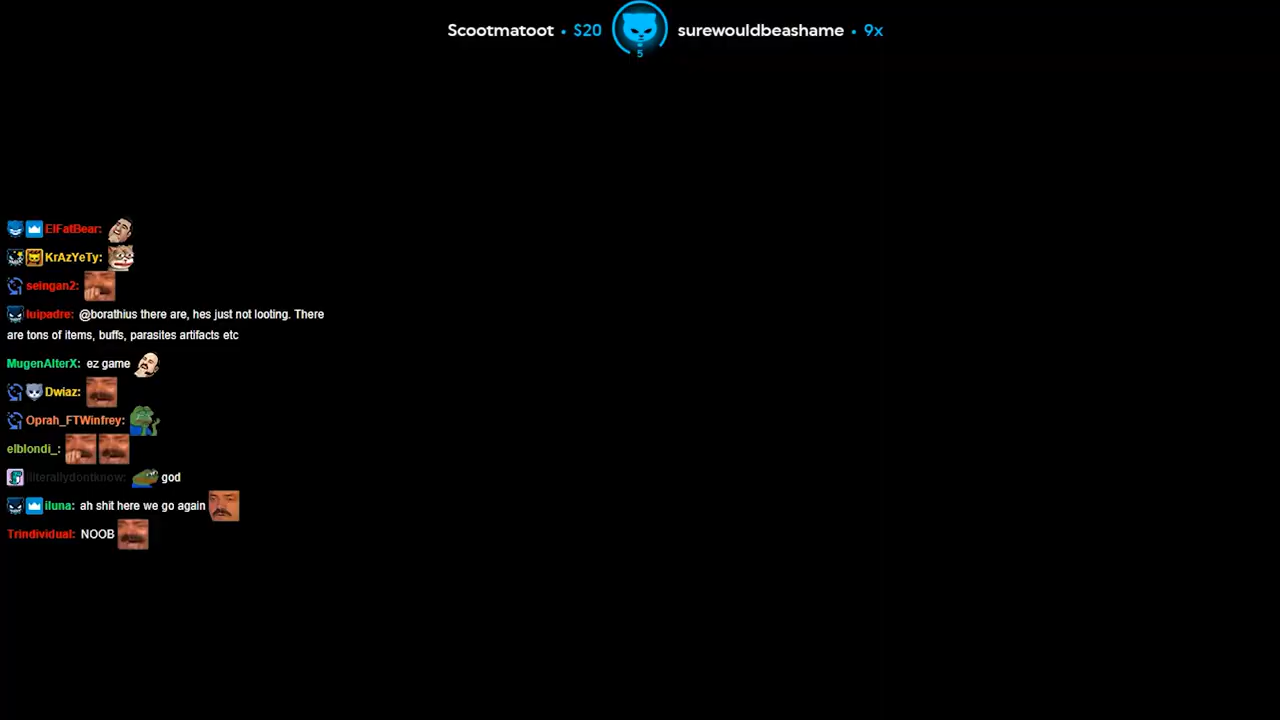 Scootmatoot • $20 5 surewouldbeashame • 9x
ElFatBear:
KrAzYeTy:
seingan2:
luipadre: @borathius there are, hes just not looting. There
are tons of items, buffs, parasites artifacts etc
MugenAlterX: ez game
Dwiaz:
Oprah_FTWinfrey:
elblondi_:
iliterallydontknow: god
iluna: ah shit here we go again
Trindividual: NOOB